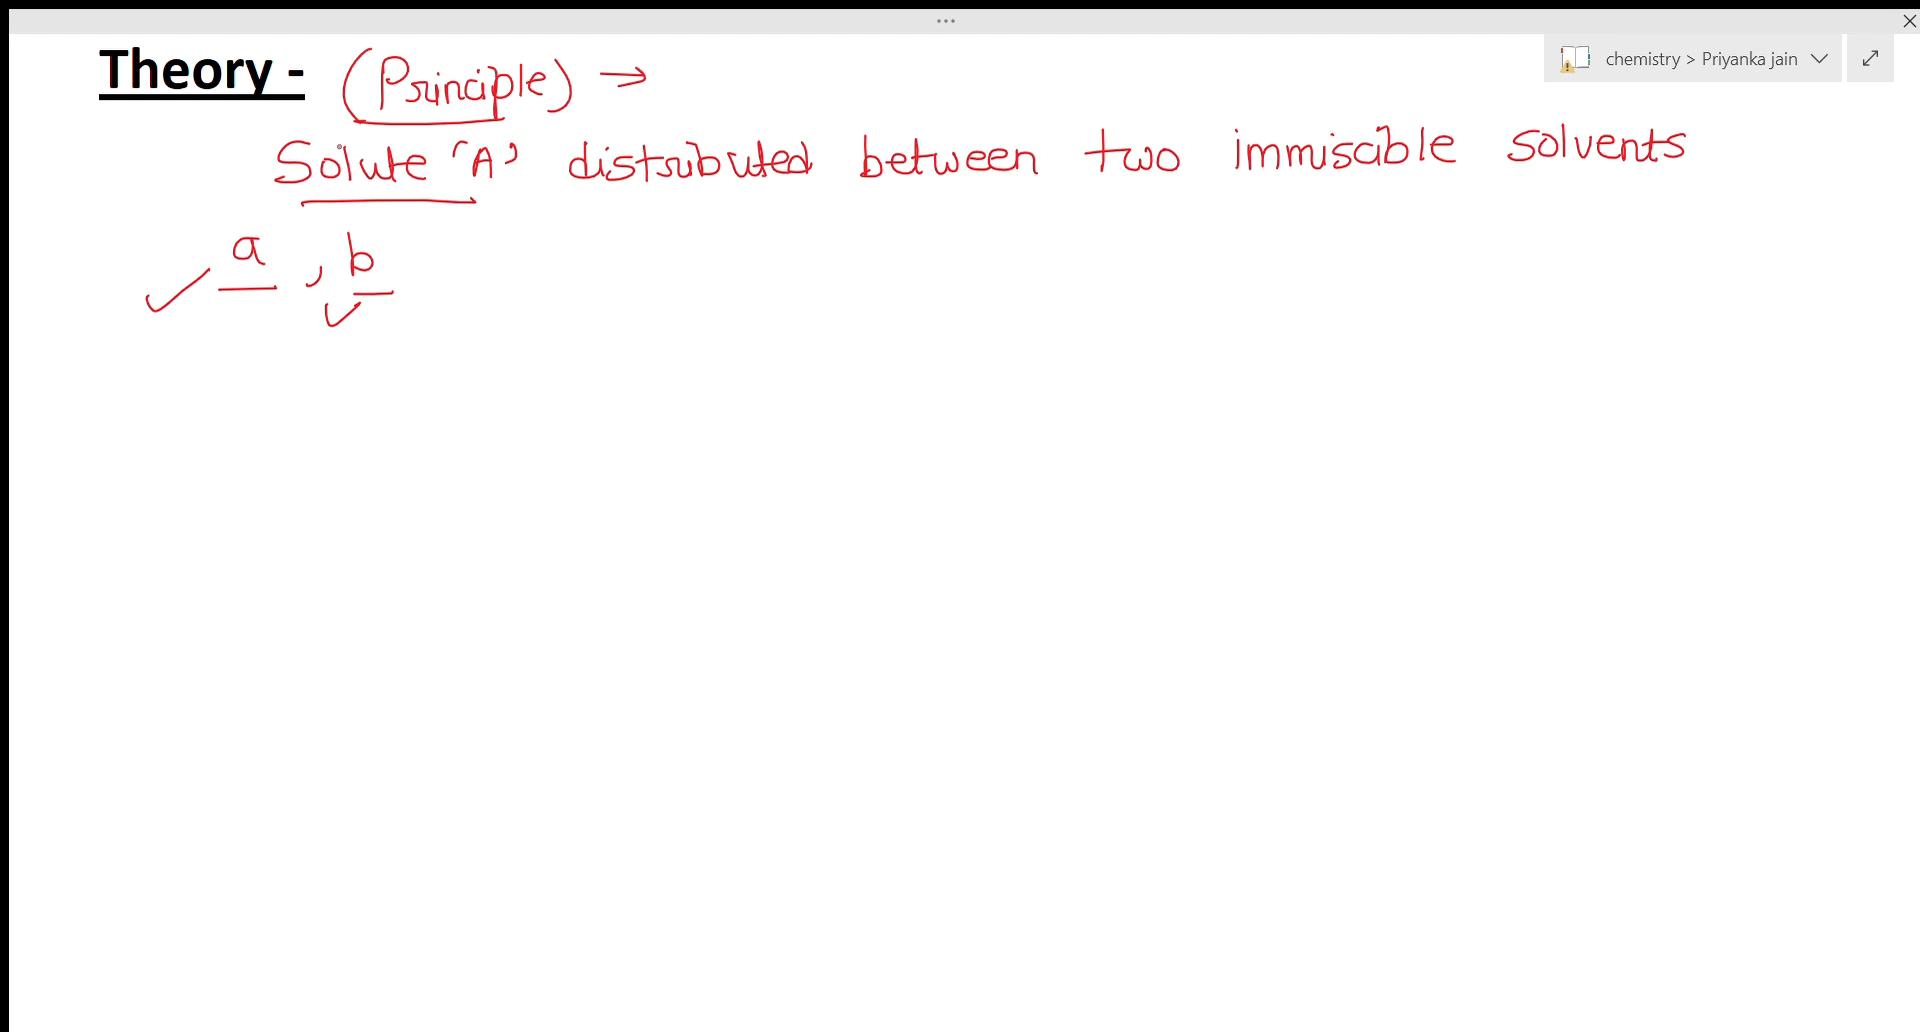 chemistry > Priyanka jain
Theory - (Principle) →
Solute 'A' distributed between two immiscible solvents
a , b